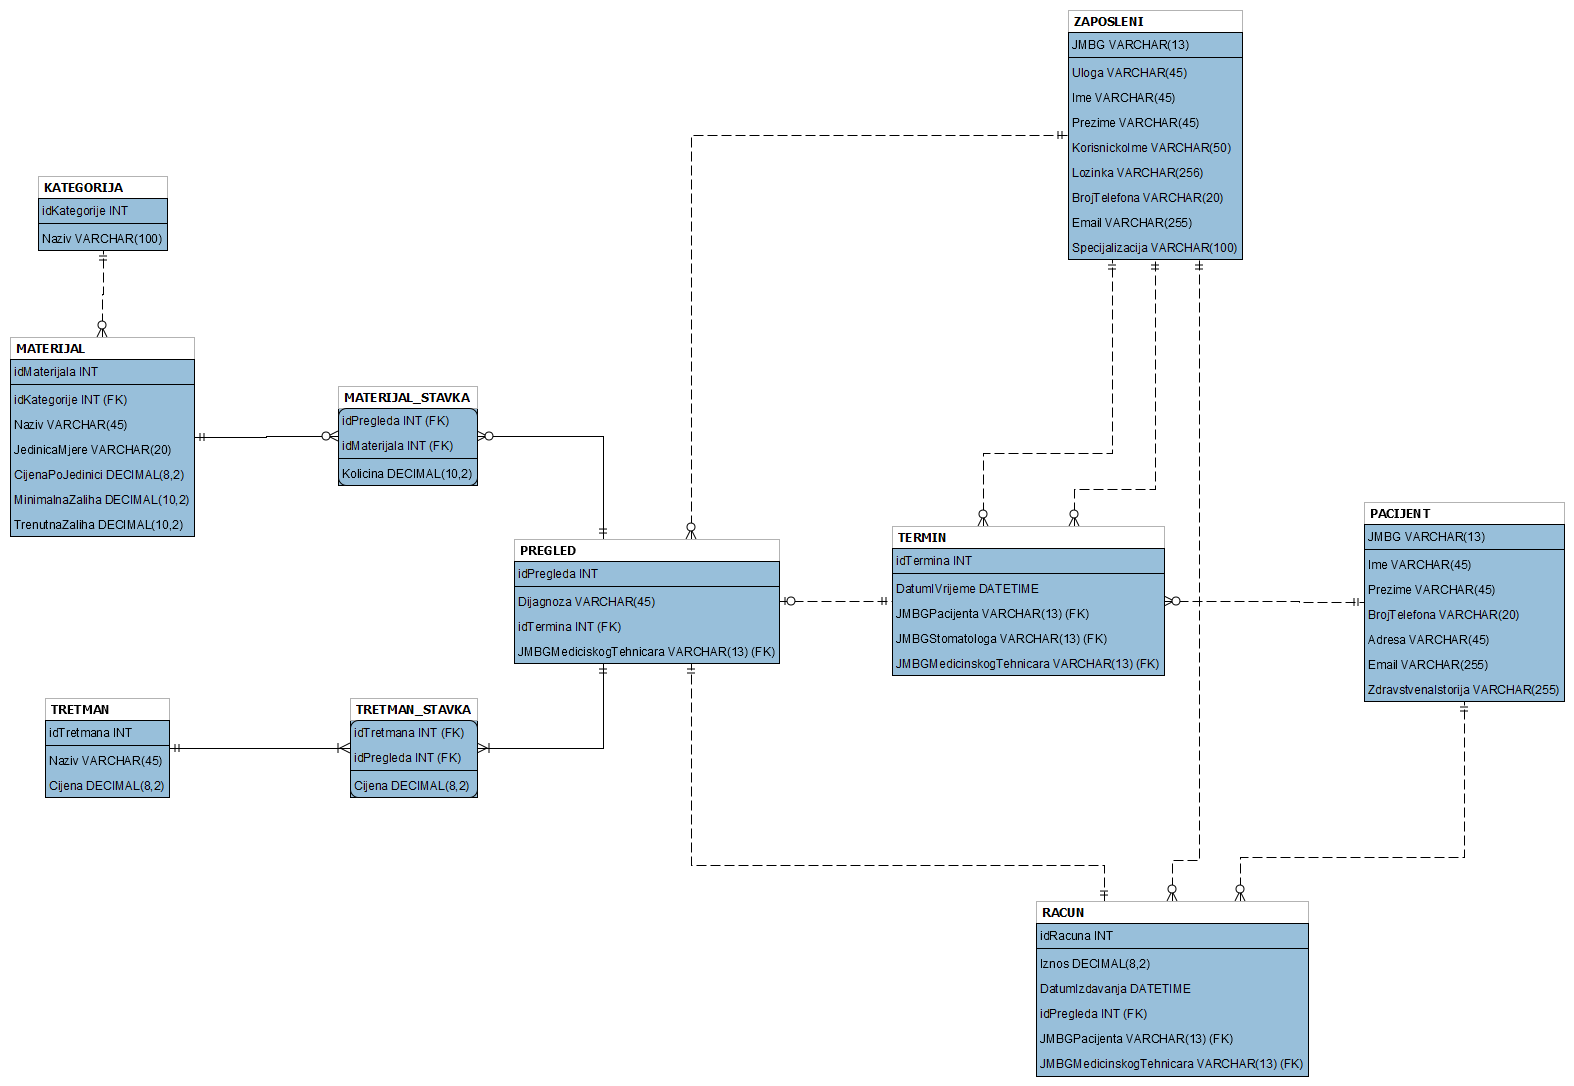 ZAPOSLENI
JMBG VARCHAR(13)
Uloga VARCHAR(45)
Ime VARCHAR(45)
Prezime VARCHAR(45)
KorisnickoIme VARCHAR(50)
Lozinka VARCHAR(256)
BrojTelefona VARCHAR(20)
Email VARCHAR(255)
Specijalizacija VARCHAR(100)
KATEGORIJA
idKategorije INT
Naziv VARCHAR(100)
MATERIJAL
idMaterijala INT
idKategorije INT (FK)
Naziv VARCHAR(45)
JedinicaMjere VARCHAR(20)
CijenaPoJedinici DECIMAL(8,2)
MinimalnaZaliha DECIMAL(10,2)
TrenutnaZaliha DECIMAL(10,2)
MATERIJAL_STAVKA
idPregleda INT (FK)
idMaterijala INT (FK)
Kolicina DECIMAL(10,2)
PREGLED
idPregleda INT
Dijagnoza VARCHAR(45)
idTermina INT (FK)
JMBGMediciskogTehnicara VARCHAR(13) (FK)
TERMIN
idTermina INT
DatumIVrijeme DATETIME
JMBGPacijenta VARCHAR(13) (FK)
JMBGStomatologa VARCHAR(13) (FK)
JMBGMedicinskogTehnicara VARCHAR(13) (FK)
PACIJENT
JMBG VARCHAR(13)
Ime VARCHAR(45)
Prezime VARCHAR(45)
BrojTelefona VARCHAR(20)
Adresa VARCHAR(45)
Email VARCHAR(255)
ZdravstvenaIstorija VARCHAR(255)
TRETMAN
idTretmana INT
Naziv VARCHAR(45)
Cijena DECIMAL(8,2)
TRETMAN_STAVKA
idTretmana INT (FK)
idPregleda INT (FK)
Cijena DECIMAL(8,2)
RACUN
idRacuna INT
Iznos DECIMAL(8,2)
DatumIzdavanja DATETIME
idPregleda INT (FK)
JMBGPacijenta VARCHAR(13) (FK)
JMBGMedicinskogTehnicara VARCHAR(13) (FK)